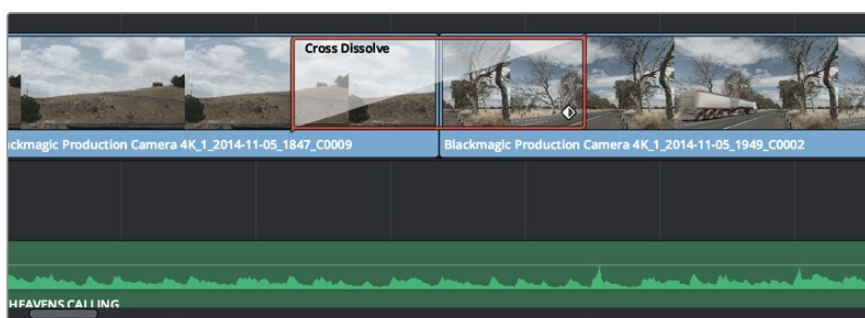 Cross Dissolve
ackmagic Production Camera 4K_1_2014-11-05_1847_C0009
Blackmagic Production Camera 4K_1_2014-11-05_1949_C0002
HEAVENS CALLING